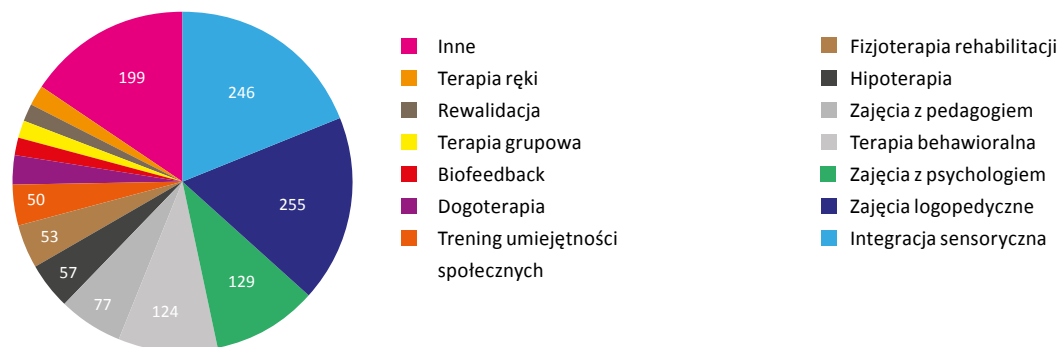 199
246
255
129
124
77
57
53
50
Inne
Terapia ręki
Rewalidacja
Terapia grupowa
Biofeedback
Dogoterapia
Trening umiejętności
społecznych
Fizjoterapia rehabilitacji
Hipoterapia
Zajęcia z pedagogiem
Terapia behawioralna
Zajęcia z psychologiem
Zajęcia logopedyczne
Integracja sensoryczna